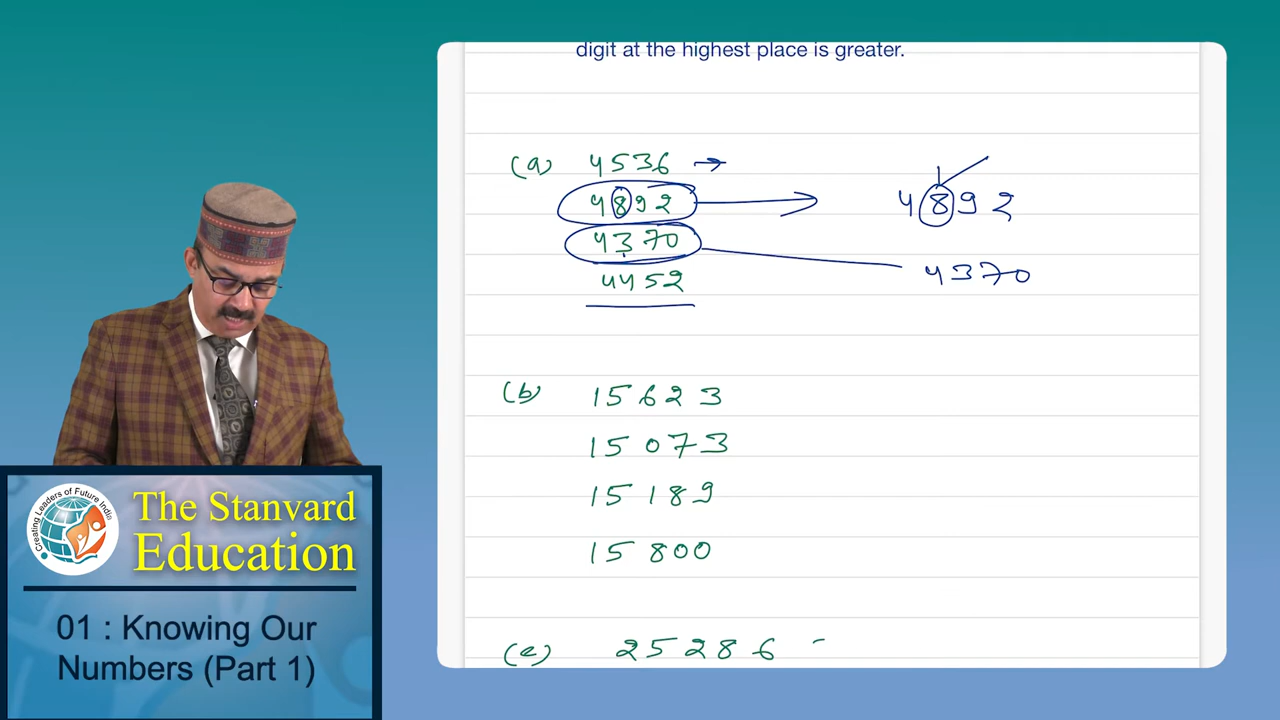 digit at the highest place is greater.
(a) 4536 →
4892 → 4892
4370 4370
4452
(b) 15623
15073
15189
15800
25286
Creating Leaders of Future India
The Stanvard
Education
01 : Knowing Our
Numbers (Part 1)